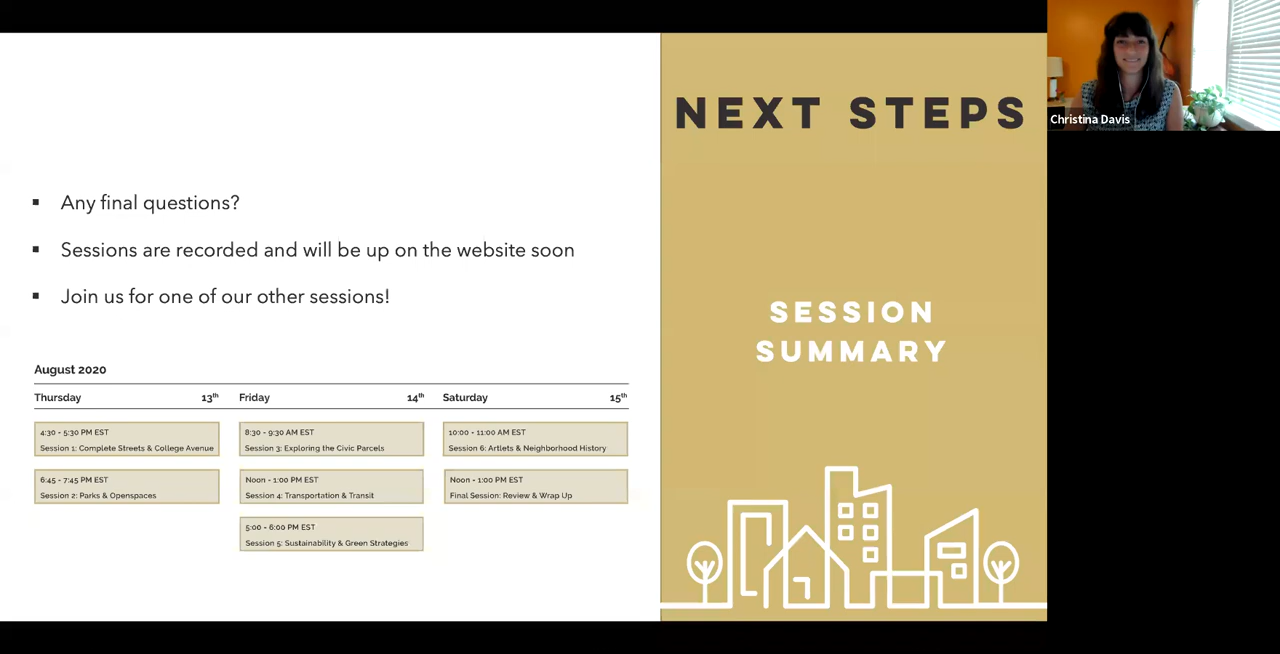 NEXT STEPS
Christina Davis
▪ Any final questions?
▪ Sessions are recorded and will be up on the website soon
▪ Join us for one of our other sessions!
SESSION
SUMMARY
August 2020
Thursday 13th Friday 14th Saturday 15th
4:30 - 5:30 PM EST
Session 1: Complete Streets & College Avenue
8:30 - 9:30 AM EST
Session 3: Exploring the Civic Parcels
10:00 - 11:00 AM EST
Session 6: Artlets & Neighborhood History
6:45 - 7:45 PM EST
Session 2: Parks & Openspaces
Noon - 1:00 PM EST
Session 4: Transportation & Transit
Noon - 1:00 PM EST
Final Session: Review & Wrap Up
5:00 - 6:00 PM EST
Session 5: Sustainability & Green Strategies